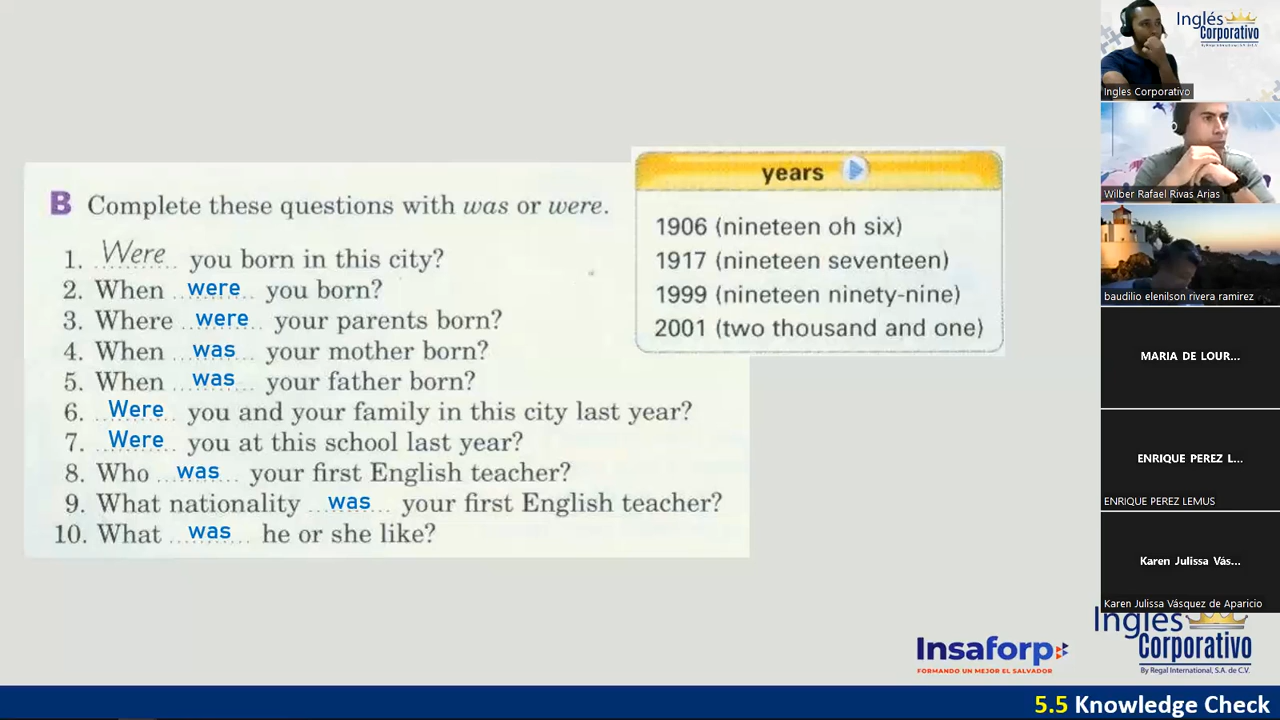 B Complete these questions with was or were.
1. Were you born in this city?
2. When were you born?
3. Where were your parents born?
4. When was your mother born?
5. When was your father born?
6. Were you and your family in this city last year?
7. Were you at this school last year?
8. Who was your first English teacher?
9. What nationality was your first English teacher?
10. What was he or she like?
years
1906 (nineteen oh six)
1917 (nineteen seventeen)
1999 (nineteen ninety-nine)
2001 (two thousand and one)
Inglés
Corporativo
Ingles Corporativo
Wilber Rafael Rivas Arias
baudilio elenilson rivera ramirez
MARIA DE LOUR...
ENRIQUE PEREZ L...
ENRIQUE PEREZ LEMUS
Karen Julissa Vás...
Karen Julissa Vásquez de Aparicio
Insaforp
FORMANDO UN MEJOR EL SALVADOR
Inglés
Corporativo
By Regal International, S.A. de C.V.
5.5 Knowledge Check